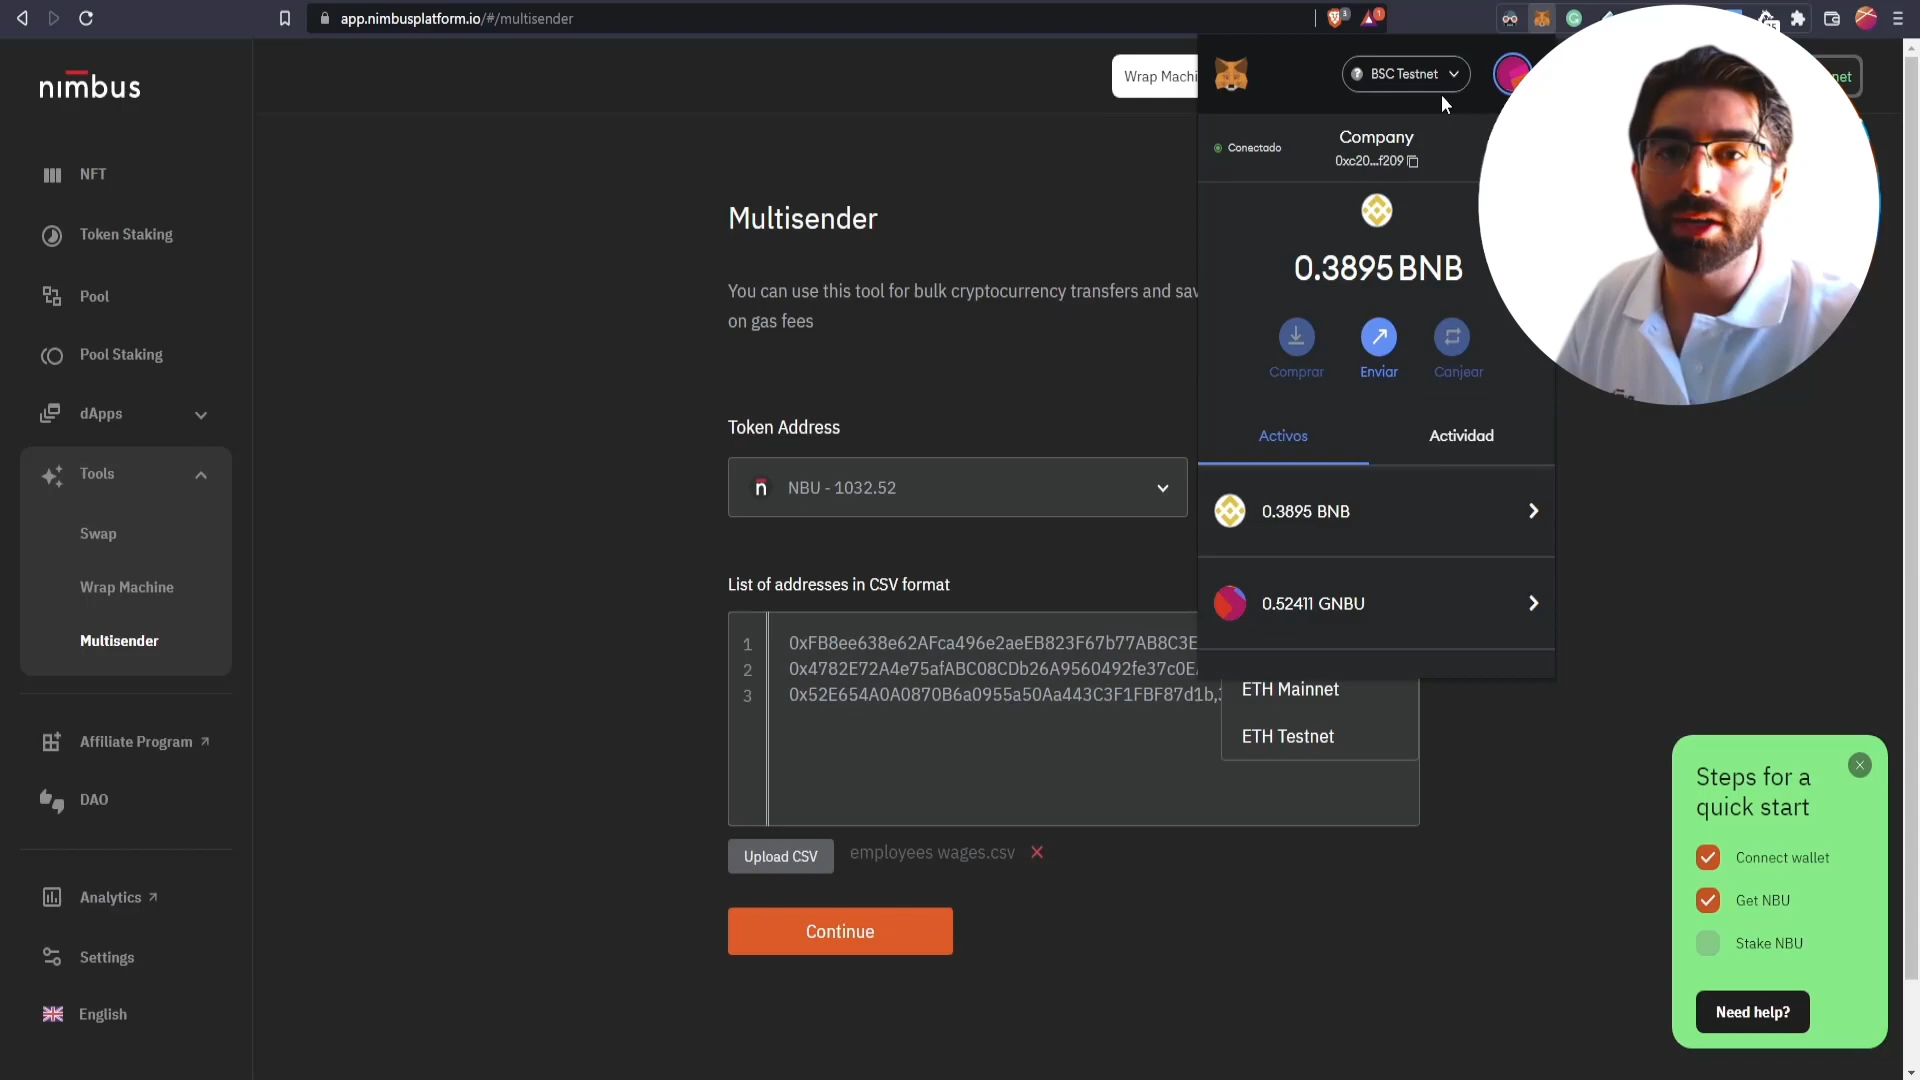 app.nimbusplatform.io/#/multisender
3
1
nimbus
NFT
Token Staking
Pool
Pool Staking
dApps
Tools
Swap
Wrap Machine
Multisender
Affiliate Program
DAO
Analytics
Settings
English
Wrap Machi
Multisender
You can use this tool for bulk cryptocurrency transfers and sav
on gas fees
Token Address
n NBU - 1032.52
List of addresses in CSV format
1 0xFB8ee638e62AFca496e2aeEB823F67b77AB8C3E
2 0x4782E72A4e75afABC08CDb26A9560492fe37c0E
3 0x52E654A0A0870B6a0955a50Aa443C3F1FBF87d1b,
Upload CSV
employees wages.csv
Continue
BSC Testnet
Conectado
Company
0xc20...f209
0.3895 BNB
Comprar
Enviar
Canjear
Activos
Actividad
0.3895 BNB
0.52411 GNBU
ETH Mainnet
ETH Testnet
net
Steps for a
quick start
Connect wallet
Get NBU
Stake NBU
Need help?